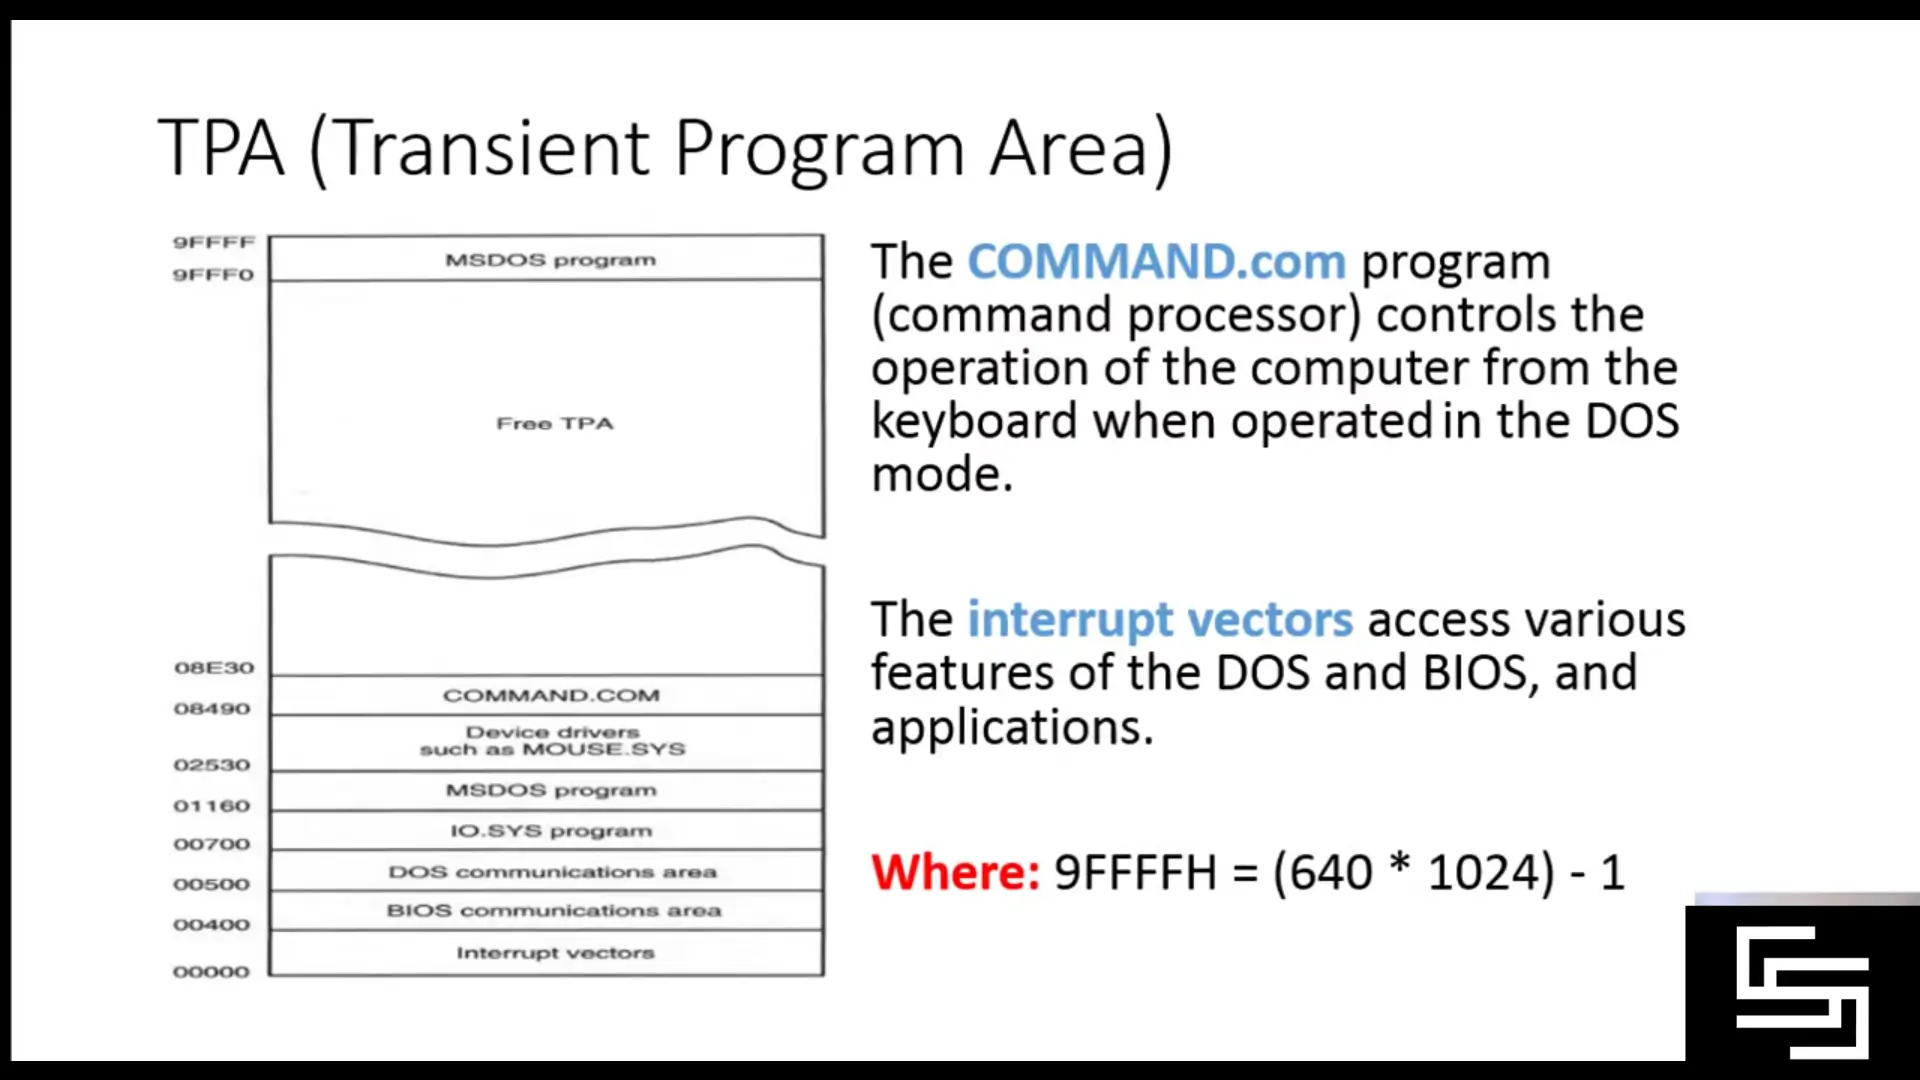 TPA (Transient Program Area)
9FFFF
MSDOS program
9FFF0
Free TPA
08E30
COMMAND.COM
08490
Device drivers
such as MOUSE.SYS
02530
MSDOS program
01160
IO.SYS program
00700
DOS communications area
00500
BIOS communications area
00400
Interrupt vectors
00000
The COMMAND.com program
(command processor) controls the
operation of the computer from the
keyboard when operated in the DOS
mode.
The interrupt vectors access various
features of the DOS and BIOS, and
applications.
Where: 9FFFFH = (640 * 1024) - 1